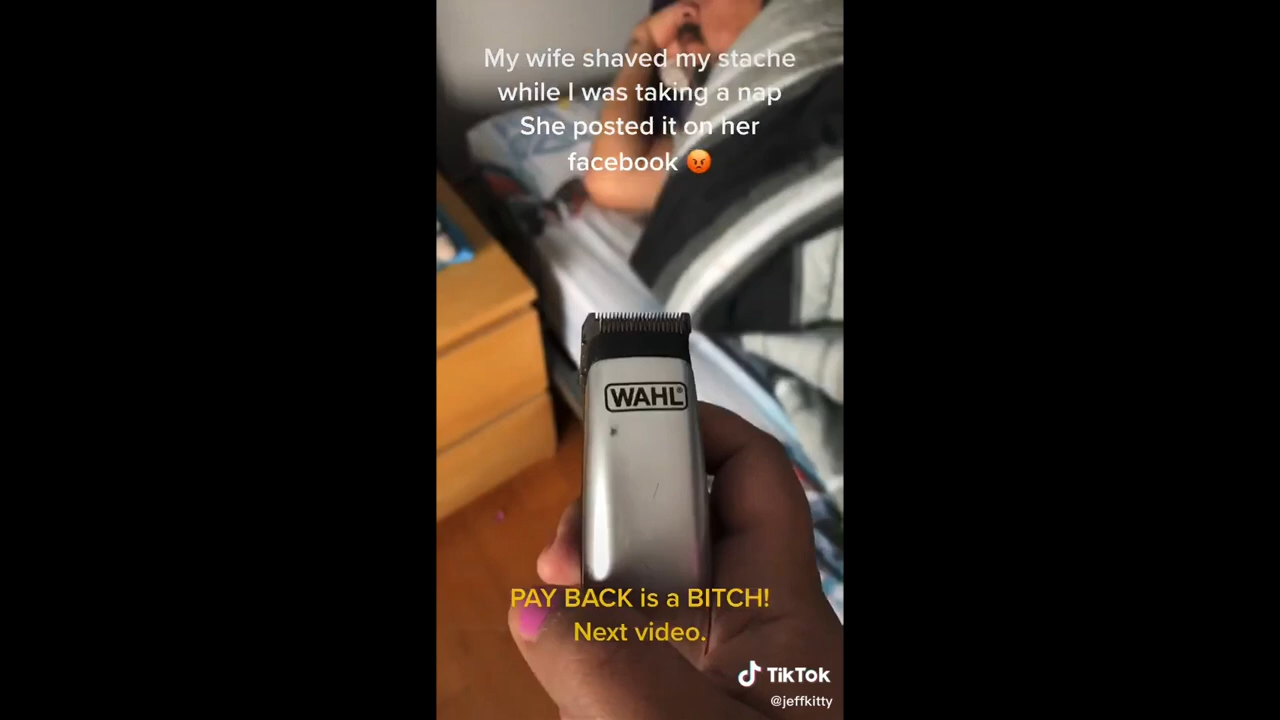 My wife shaved my stache
while I was taking a nap
She posted it on her
facebook 😡
WAHL®
PAY BACK is a BITCH!
Next video.
TikTok
@jeffkitty